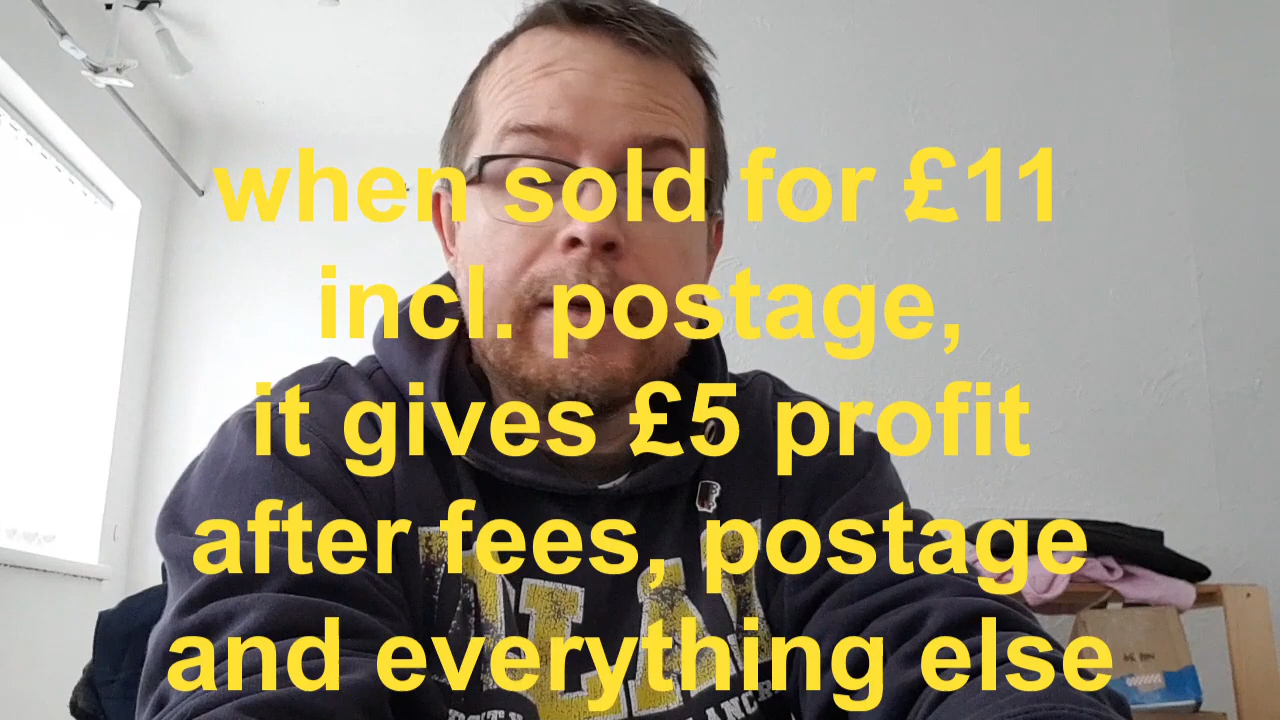 when sold for £11
incl. postage,
it gives £5 profit
after fees, postage
and everything else